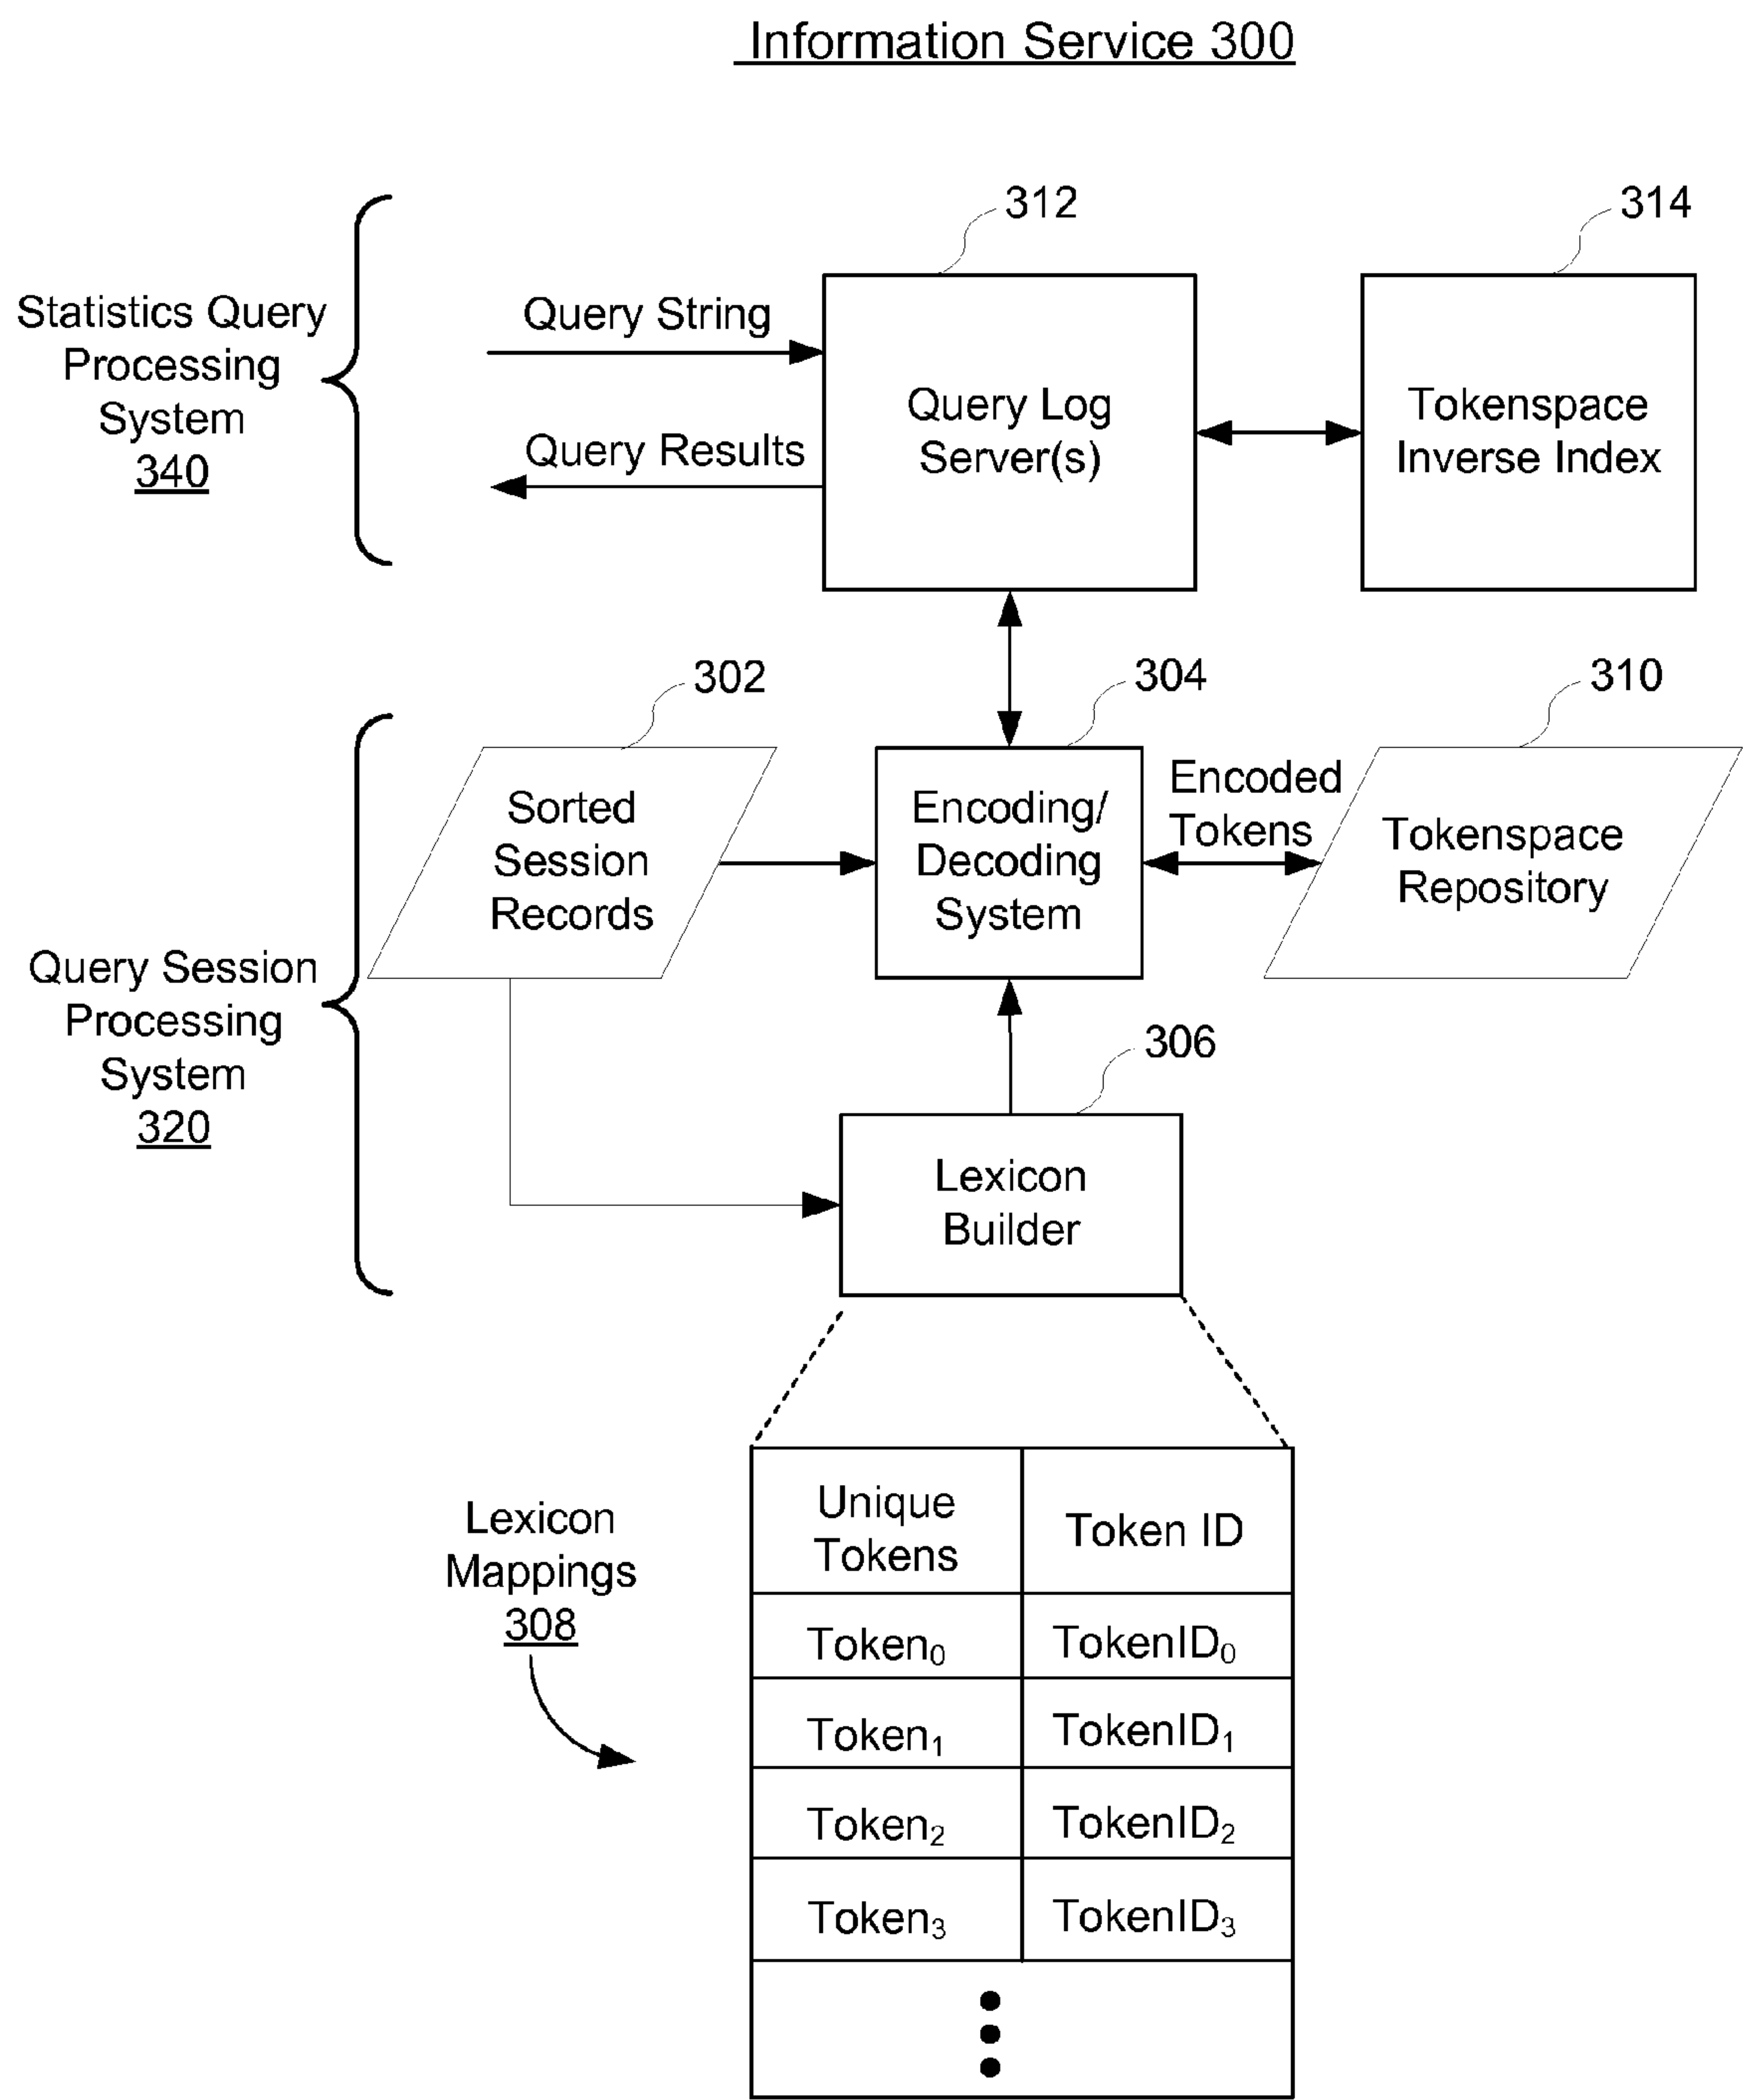 Information Service 300
312
314
Statistics Query
Processing
System
340
Query String
Query Results
Query Log
Server(s)
Tokenspace
Inverse Index
302
304
310
Query Session
Processing
System
320
Sorted
Session
Records
Encoding/
Decoding
System
Encoded
Tokens
Tokenspace
Repository
306
Lexicon
Builder
Lexicon
Mappings
308
Unique
Tokens
Token ID
Token0 TokenID0
Token1 TokenID1
Token2 TokenID2
Token3 TokenID3